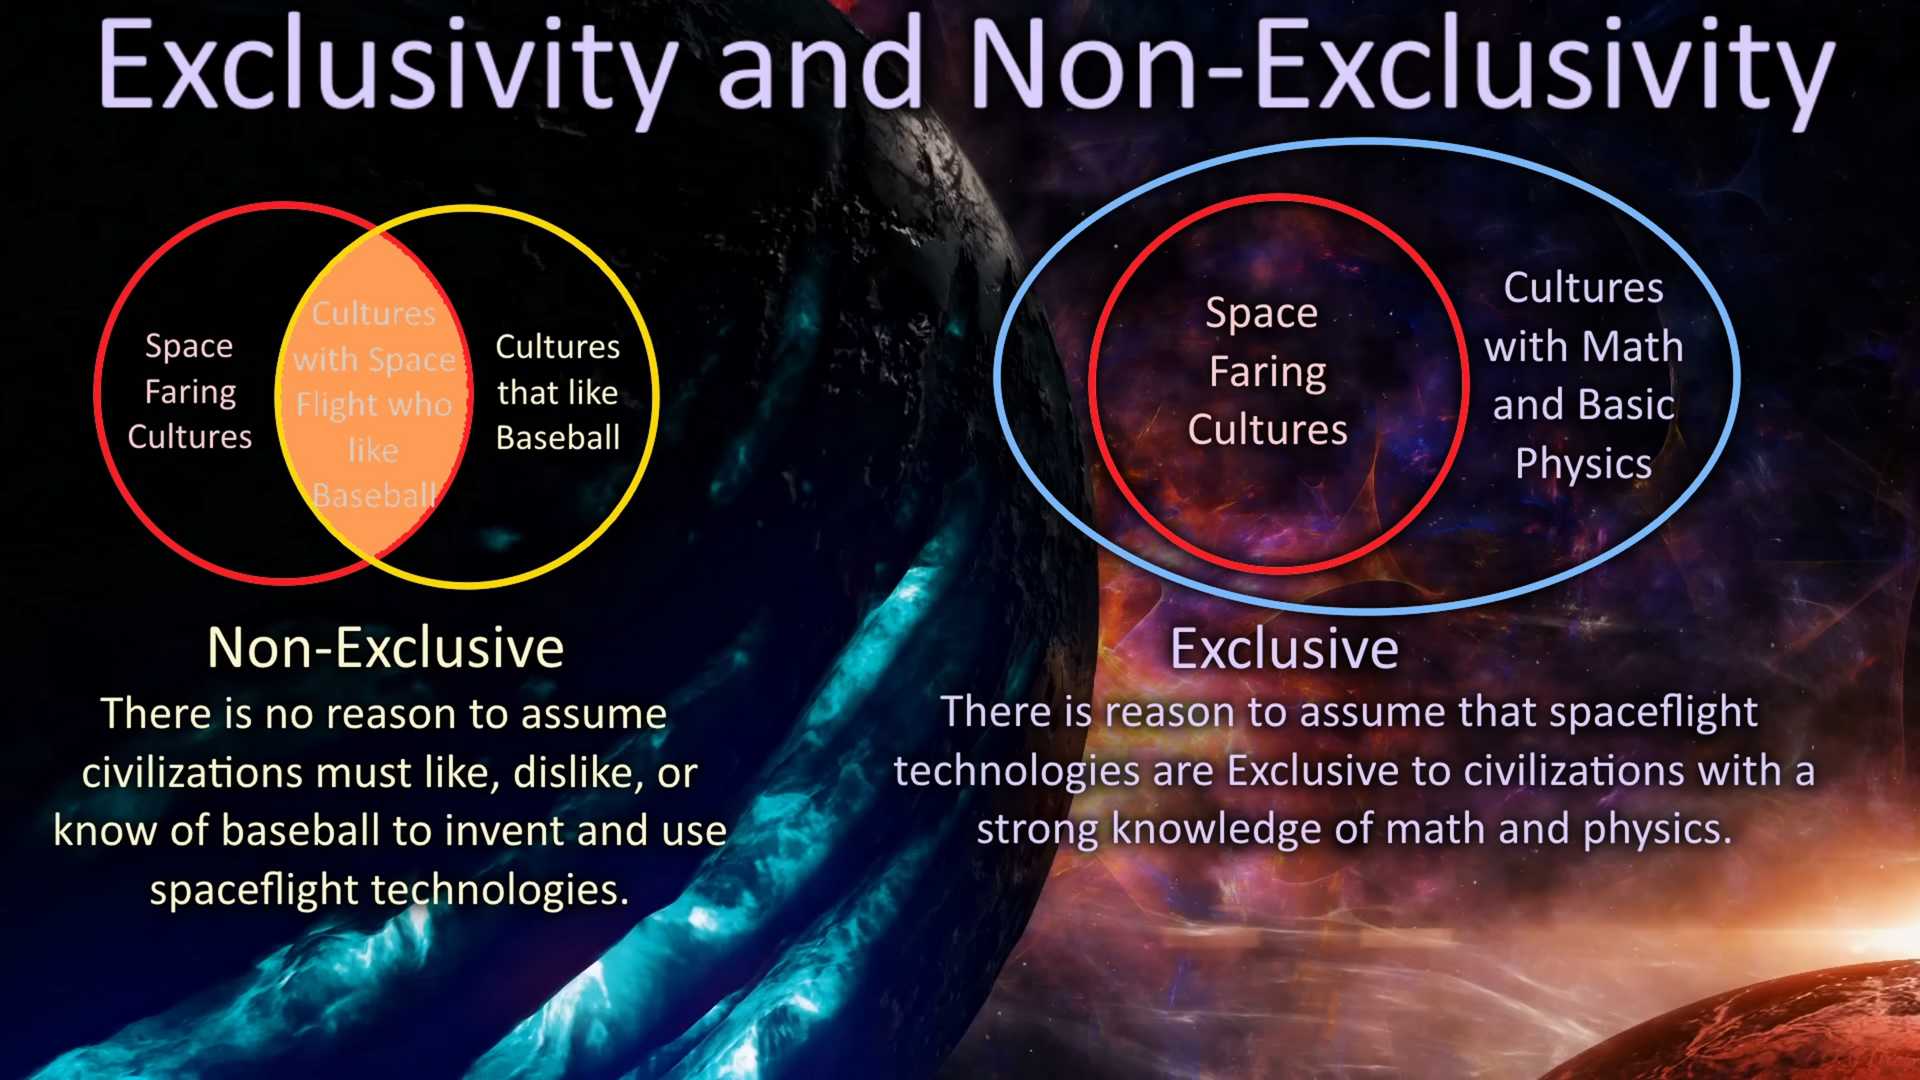 Exclusivity and Non-Exclusivity
Space
Faring
Cultures
Cultures
with Space
Flight who
like
Baseball
Cultures
that like
Baseball
Non-Exclusive
There is no reason to assume
civilizations must like, dislike, or
know of baseball to invent and use
spaceflight technologies.
Space
Faring
Cultures
Cultures
with Math
and Basic
Physics
Exclusive
There is reason to assume that spaceflight
technologies are Exclusive to civilizations with a
strong knowledge of math and physics.